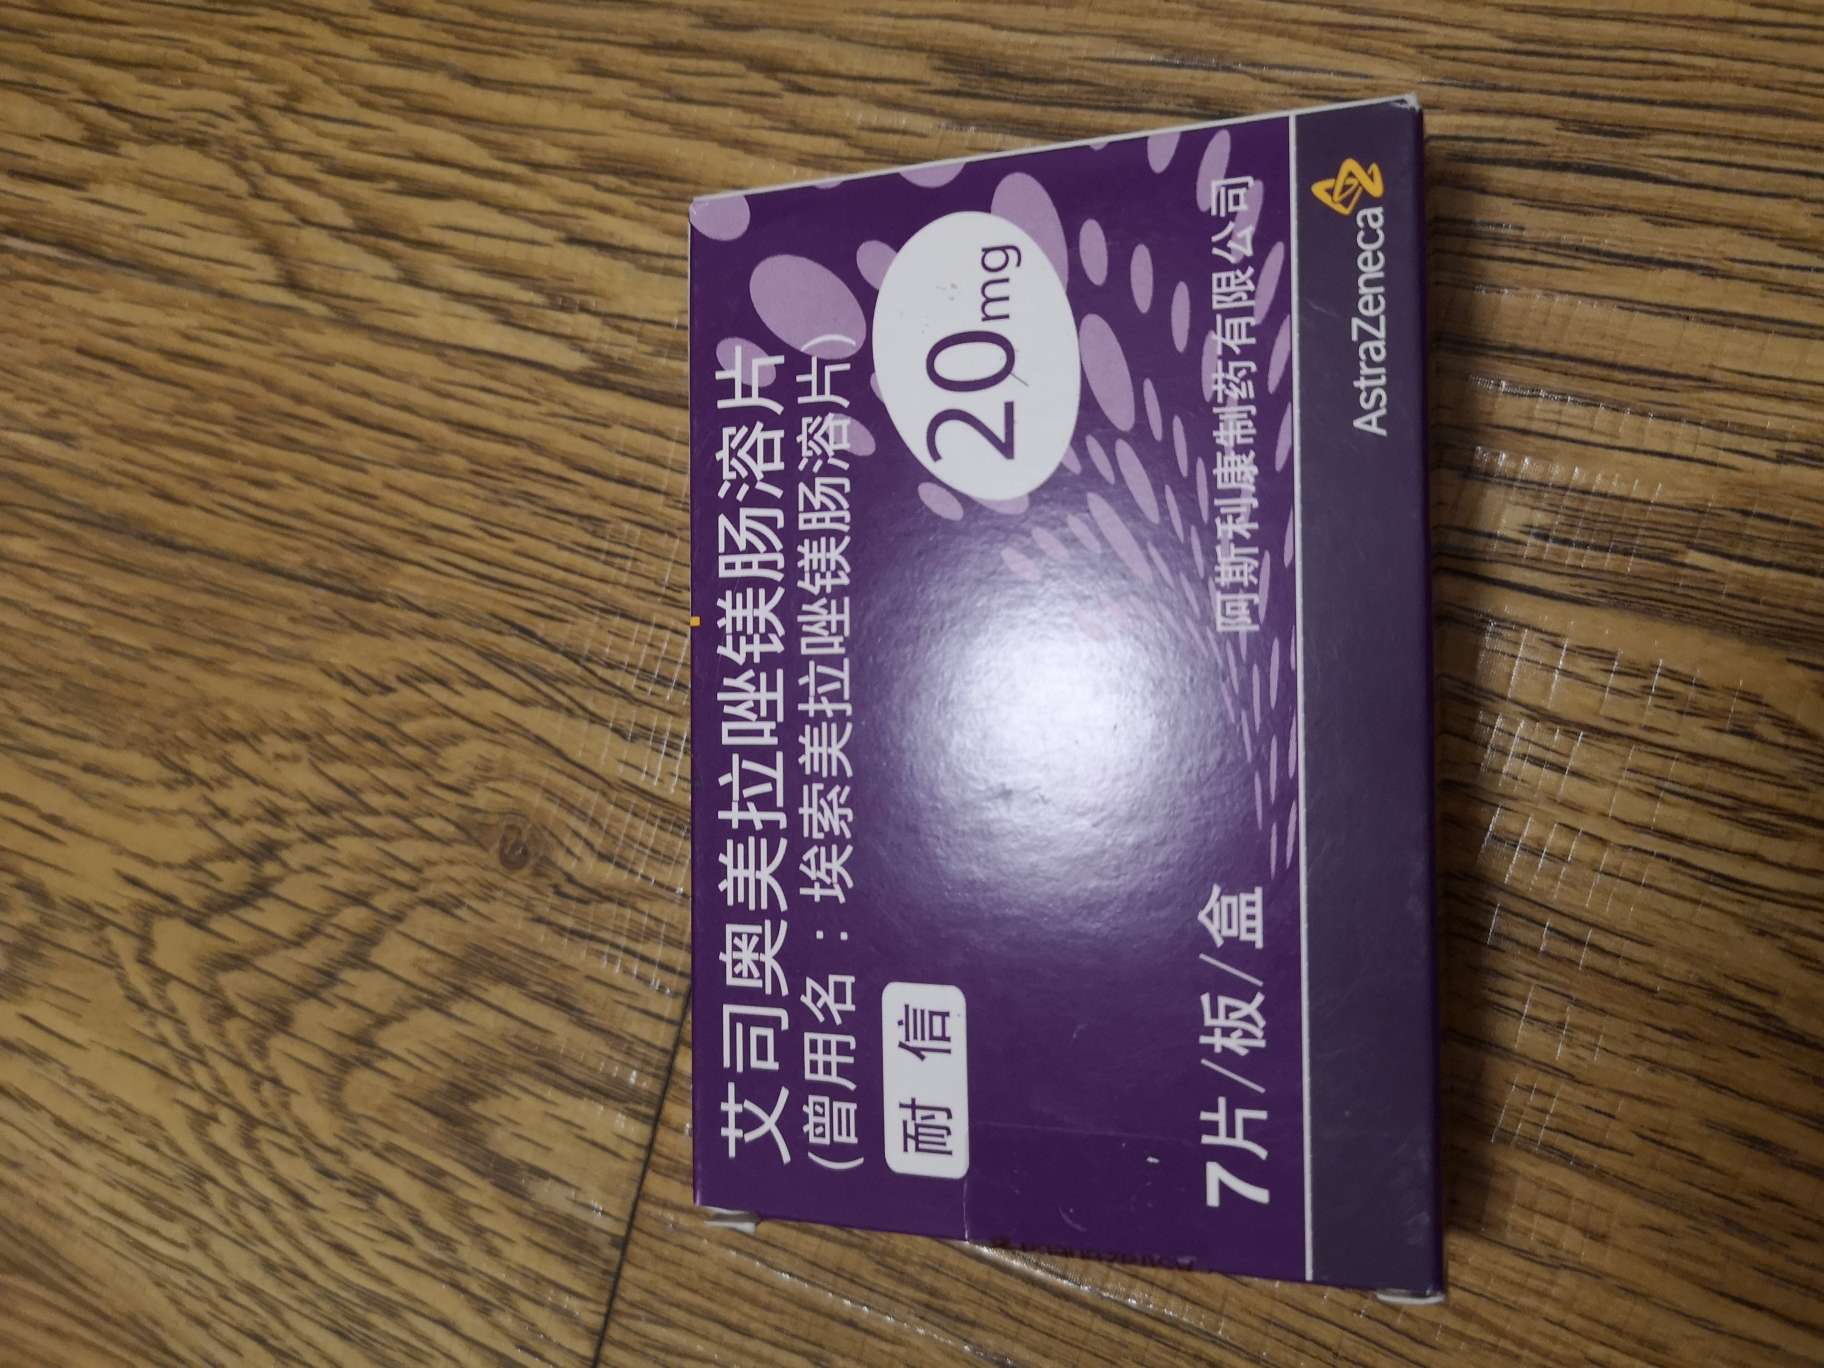 艾司奥美拉唑镁肠溶片
(曾用名：埃索美拉唑镁肠溶片)
耐信
20mg
7片/板/盒
阿斯利康制药有限公司
AstraZeneca